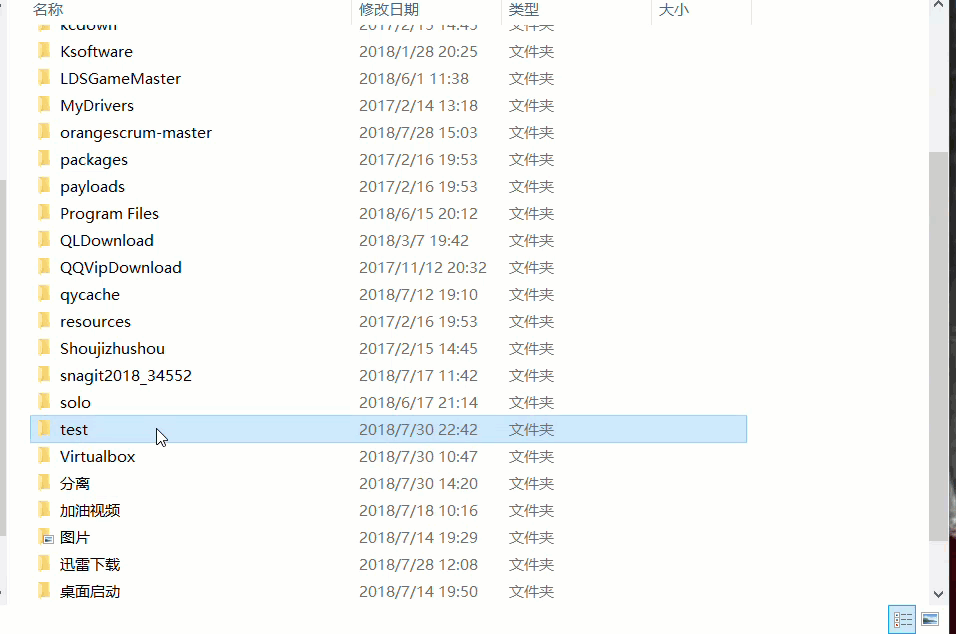 名称 修改日期 类型 大小
kcdown 2017/2/15 14:45 文件夹
Ksoftware 2018/1/28 20:25 文件夹
LDSGameMaster 2018/6/1 11:38 文件夹
MyDrivers 2017/2/14 13:18 文件夹
orangescrum-master 2018/7/28 15:03 文件夹
packages 2017/2/16 19:53 文件夹
payloads 2017/2/16 19:53 文件夹
Program Files 2018/6/15 20:12 文件夹
QLDownload 2018/3/7 19:42 文件夹
QQVipDownload 2017/11/12 20:32 文件夹
qycache 2018/7/12 19:10 文件夹
resources 2017/2/16 19:53 文件夹
Shoujizhushou 2017/2/15 14:45 文件夹
snagit2018_34552 2018/7/17 11:42 文件夹
solo 2018/6/17 21:14 文件夹
test 2018/7/30 22:42 文件夹
Virtualbox 2018/7/30 10:47 文件夹
分离 2018/7/30 14:20 文件夹
加油视频 2018/7/18 10:16 文件夹
图片 2018/7/14 19:29 文件夹
迅雷下载 2018/7/28 12:08 文件夹
桌面启动 2018/7/14 19:50 文件夹